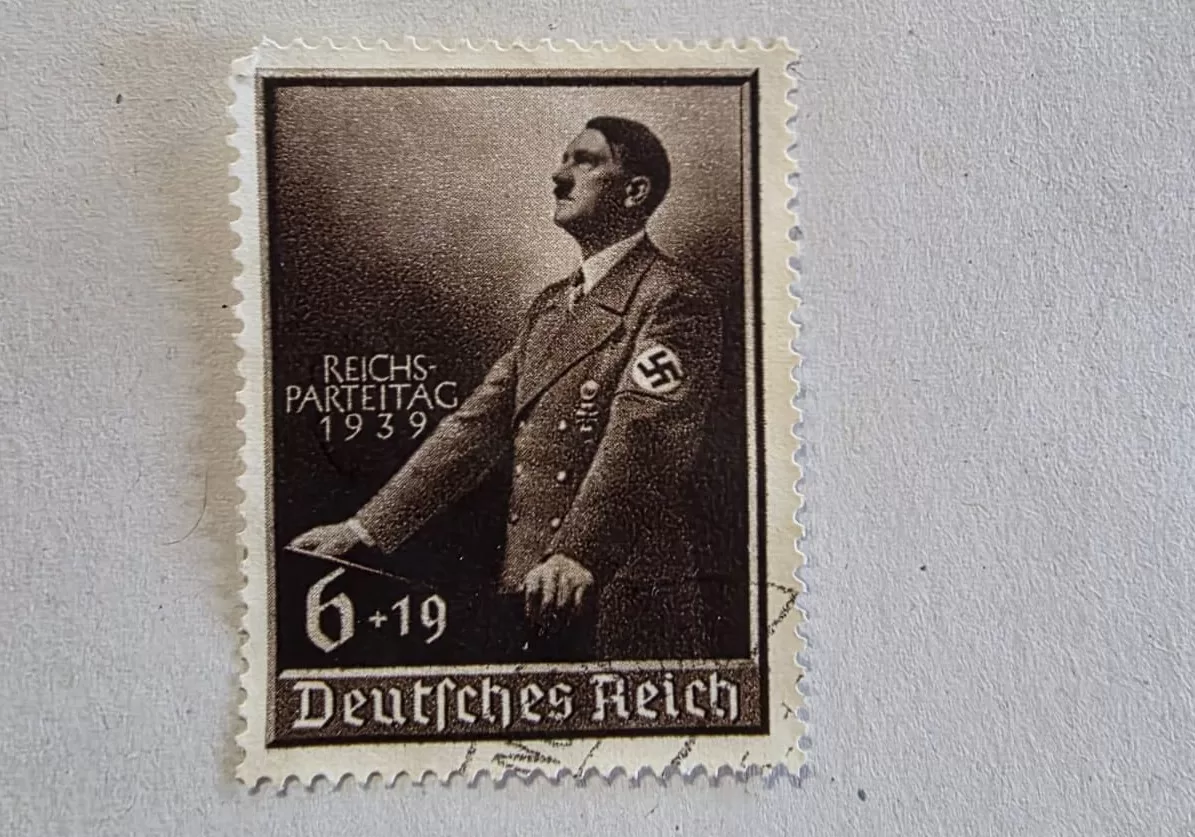 REICHS-
PARTEITAG
1939
6+19
Deutſches Reich